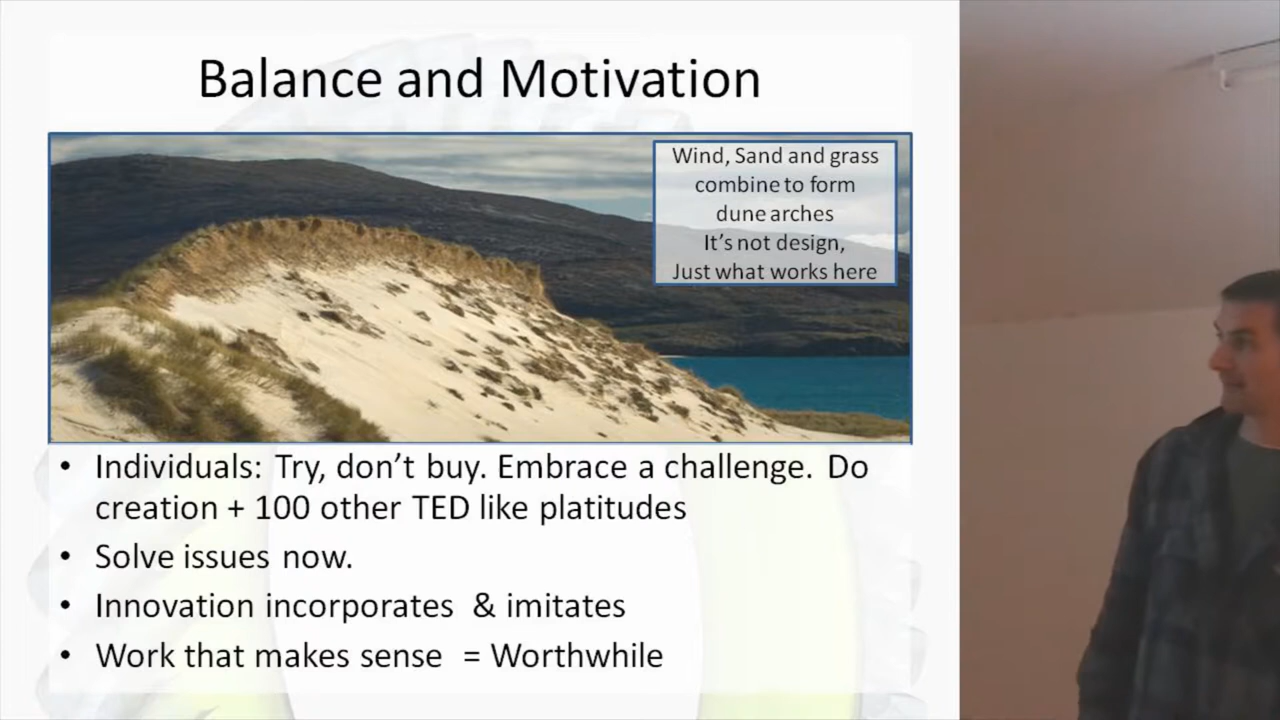 Balance and Motivation
Wind, Sand and grass
combine to form
dune arches
It's not design,
Just what works here
• Individuals: Try, don't buy. Embrace a challenge. Do
creation + 100 other TED like platitudes
• Solve issues now.
• Innovation incorporates & imitates
• Work that makes sense = Worthwhile